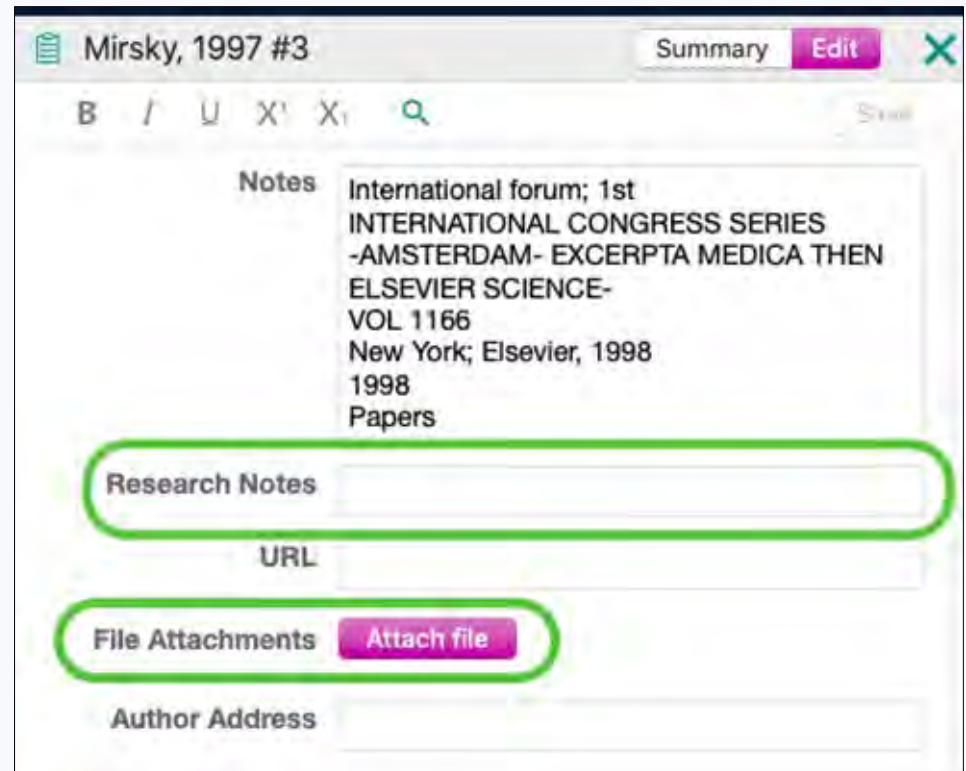 Mirsky, 1997 #3
Summary Edit
B I U X¹ X₁
Save
Notes
International forum; 1st
INTERNATIONAL CONGRESS SERIES
-AMSTERDAM- EXCERPTA MEDICA THEN
ELSEVIER SCIENCE-
VOL 1166
New York; Elsevier, 1998
1998
Papers
Research Notes
URL
File Attachments Attach file
Author Address